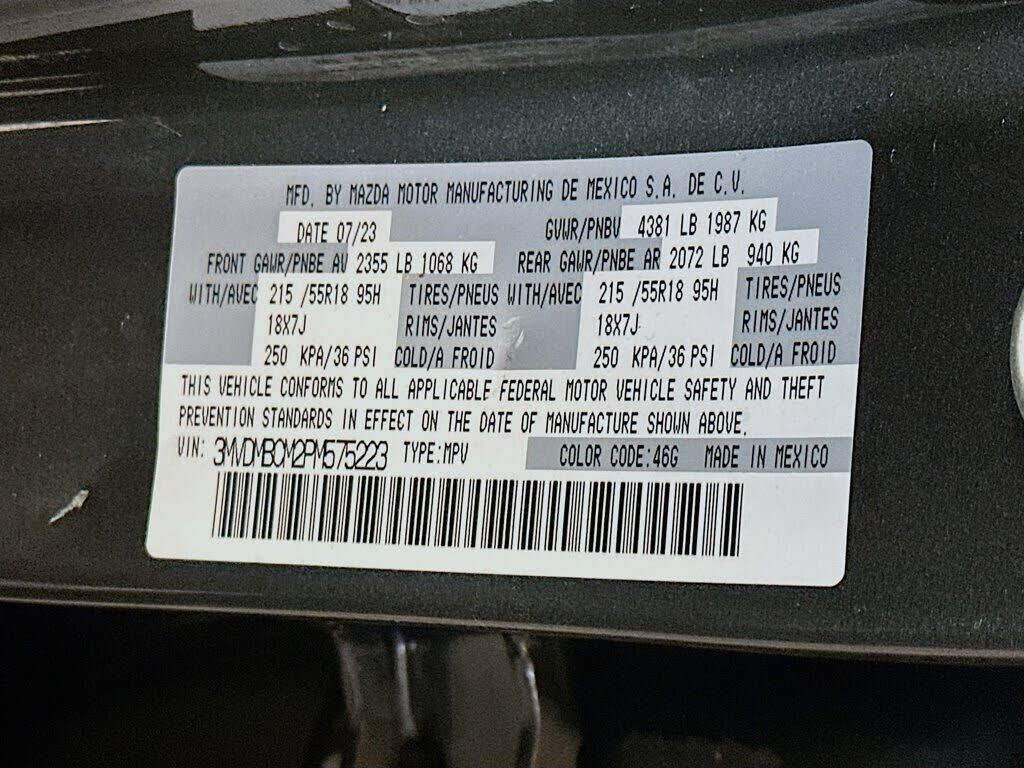 MFD. BY MAZDA MOTOR MANUFACTURING DE MEXICO S.A. DE C.V.
DATE 07/23 GVWR/PNBV 4381 LB 1987 KG
FRONT GAWR/PNBE AV 2355 LB 1068 KG REAR GAWR/PNBE AR 2072 LB 940 KG
WITH/AVEC 215 /55R18 95H TIRES/PNEUS WITH/AVEC 215 /55R18 95H TIRES/PNEUS
18X7J RIMS/JANTES 18X7J RIMS/JANTES
250 KPA/36 PSI COLD/A FROID 250 KPA/36 PSI COLD/A FROID
THIS VEHICLE CONFORMS TO ALL APPLICABLE FEDERAL MOTOR VEHICLE SAFETY AND THEFT
PREVENTION STANDARDS IN EFFECT ON THE DATE OF MANUFACTURE SHOWN ABOVE.
VIN: 3MVDMBCM2PM575223 TYPE:MPV COLOR CODE:46G MADE IN MEXICO